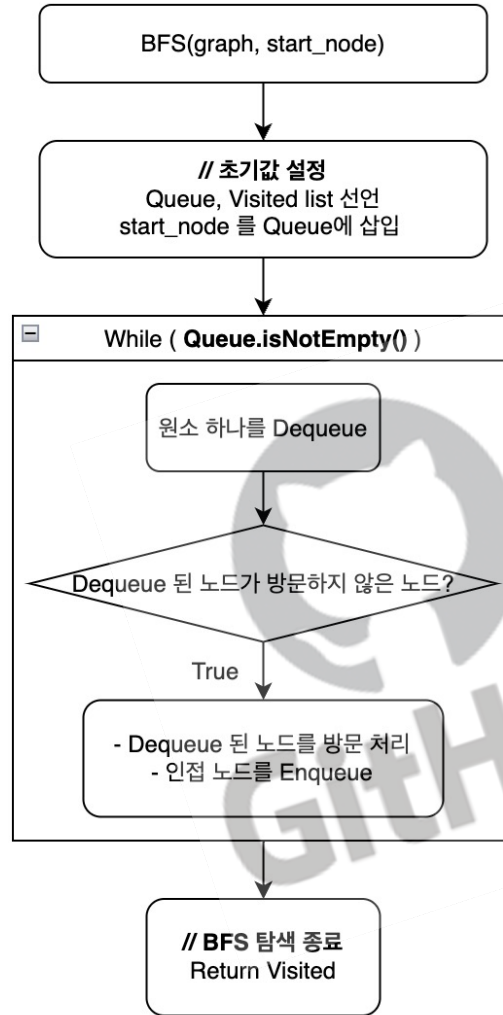 BFS(graph, start_node)
// 초기값 설정
Queue, Visited list 선언
start_node 를 Queue에 삽입
While ( Queue.isNotEmpty() )
원소 하나를 Dequeue
Dequeue 된 노드가 방문하지 않은 노드?
True
- Dequeue 된 노드를 방문 처리
- 인접 노드를 Enqueue
GitH
// BFS 탐색 종료
Return Visited